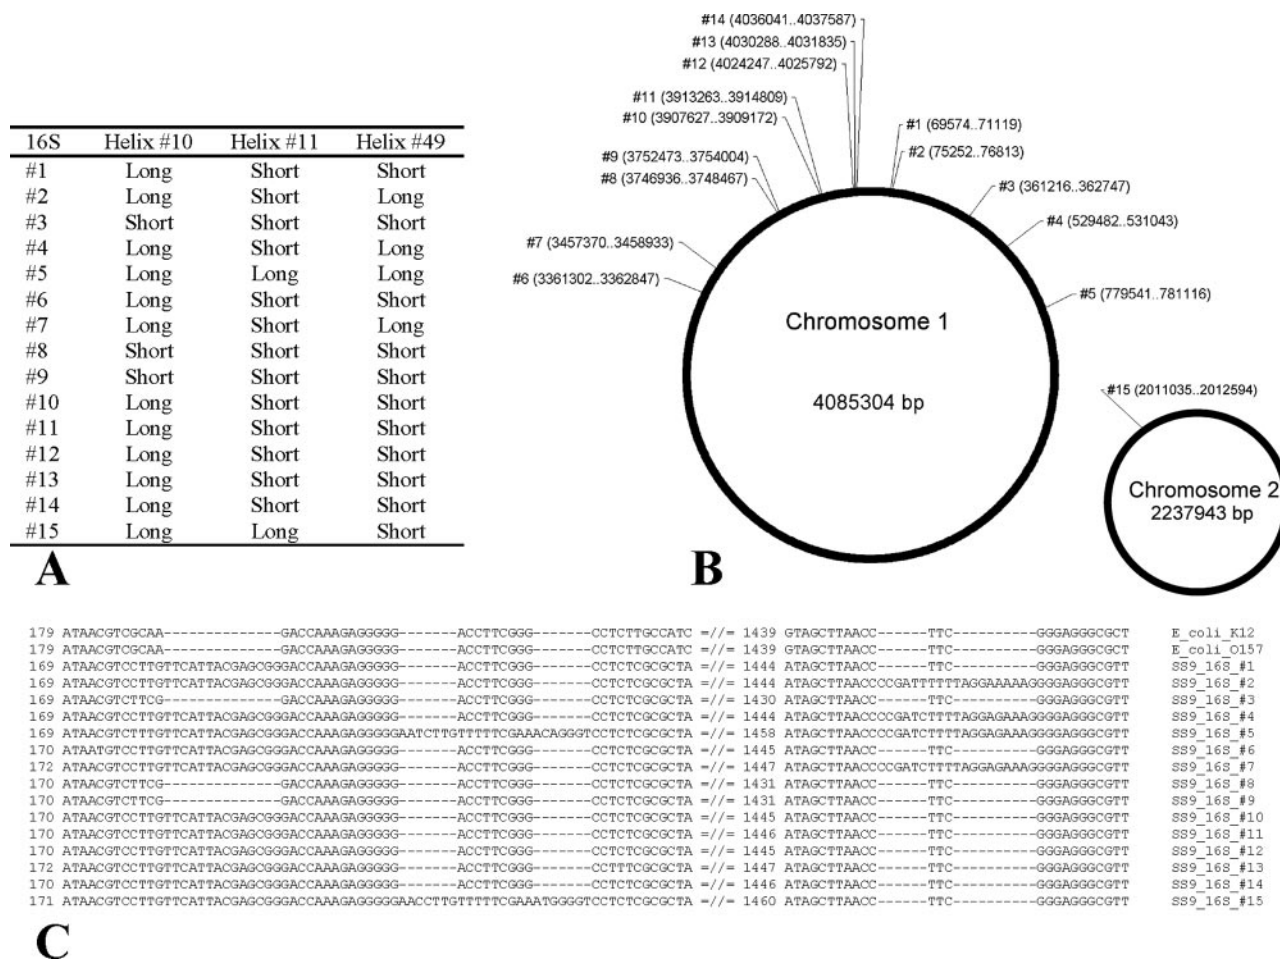 16S Helix #10 Helix #11 Helix #49
#1 Long Short Short
#2 Long Short Long
#3 Short Short Short
#4 Long Short Long
#5 Long Long Long
#6 Long Short Short
#7 Long Short Long
#8 Short Short Short
#9 Short Short Short
#10 Long Short Short
#11 Long Short Short
#12 Long Short Short
#13 Long Short Short
#14 Long Short Short
#15 Long Long Short
A
#14 (4036041..4037587)
#13 (4030288..4031835)
#12 (4024247..4025792)
#11 (3913263..3914809)
#10 (3907627..3909172)
#9 (3752473..3754004)
#8 (3746936..3748467)
#7 (3457370..3458933)
#6 (3361302..3362847)
#1 (69574..71119)
#2 (75252..76813)
#3 (361216..362747)
#4 (529482..531043)
#5 (779541..781116)
Chromosome 1
4085304 bp
#15 (2011035..2012594)
Chromosome 2
2237943 bp
B
179 ATAACGTCGCAA--------------GACCAAAGAGGGGG-------ACCTTCGGG-------CCTCTTGCCATC =//= 1439 GTAGCTTAACC------TTC----------GGGAGGGCGCT E_coli_K12
179 ATAACGTCGCAA--------------GACCAAAGAGGGGG-------ACCTTCGGG-------CCTCTTGCCATC =//= 1439 GTAGCTTAACC------TTC----------GGGAGGGCGCT E_coli_O157
169 ATAACGTCCTTGTTCATTACGAGCGGGACCAAAGAGGGGG-------ACCTTCGGG-------CCTCTCGCGCTA =//= 1444 ATAGCTTAACC------TTC----------GGGAGGGCGTT SS9_16S_#1
169 ATAACGTCCTTGTTCATTACGAGCGGGACCAAAGAGGGGG-------ACCTTCGGG-------CCTCTCGCGCTA =//= 1444 ATAGCTTAACCCCGATTTTTTAGGAAAAAGGGGAGGGCGTT SS9_16S_#2
169 ATAACGTCTTCG--------------GACCAAAGAGGGGG-------ACCTTCGGG-------CCTCTCGCGCTA =//= 1430 ATAGCTTAACC------TTC----------GGGAGGGCGTT SS9_16S_#3
169 ATAACGTCCTTGTTCATTACGAGCGGGACCAAAGAGGGGG-------ACCTTCGGG-------CCTCTCGCGCTA =//= 1444 ATAGCTTAACCCCGATCTTTTAGGAGAAAGGGGAGGGCGTT SS9_16S_#4
169 ATAACGTCTTTGTTCATTACGAGCGGGACCAAAGAGGGGGAATCTTGTTTTTCGAAACAGGGTCCTCTCGCGCTA =//= 1458 ATAGCTTAACCCCGATCTTTTAGGAGAAAGGGGAGGGCGTT SS9_16S_#5
170 ATAATGTCCTTGTTCATTACGAGCGGGACCAAAGAGGGGG-------ACCTTCGGG-------CCTCTCGCGCTA =//= 1445 ATAGCTTAACC------TTC----------GGGAGGGCGTT SS9_16S_#6
172 ATAACGTCCTTGTTCATTACGAGCGGGACCAAAGAGGGGG-------ACCTTCGGG-------CCTCTCGCGCTA =//= 1447 ATAGCTTAACCCCGATCTTTTAGGAGAAAGGGGAGGGCGTT SS9_16S_#7
170 ATAACGTCTTCG--------------GACCAAAGAGGGGG-------ACCTTCGGG-------CCTCTCGCGCTA =//= 1431 ATAGCTTAACC------TTC----------GGGAGGGCGTT SS9_16S_#8
170 ATAACGTCTTCG--------------GACCAAAGAGGGGG-------ACCTTCGGG-------CCTCTCGCGCTA =//= 1431 ATAGCTTAACC------TTC----------GGGAGGGCGTT SS9_16S_#9
170 ATAACGTCCTTGTTCATTACGAGCGGGACCAAAGAGGGGG-------ACCTTCGGG-------CCTCTCGCGCTA =//= 1445 ATAGCTTAACC------TTC----------GGGAGGGCGTT SS9_16S_#10
170 ATAACGTCCTTGTTCATTACGAGCGGGACCAAAGAGGGGG-------ACCTTCGGG-------CCTCTCGCGCTA =//= 1446 ATAGCTTAACC------TTC----------GGGAGGGCGTT SS9_16S_#11
170 ATAACGTCCTTGTTCATTACGAGCGGGACCAAAGAGGGGG-------ACCTTCGGG-------CCTCTCGCGCTA =//= 1445 ATAGCTTAACC------TTC----------GGGAGGGCGTT SS9_16S_#12
172 ATAACGTCCTTGTTCATTACGAGCGGGACCAAAGAGGGGG-------ACCTTCGGG-------CCTTTCGCGCTA =//= 1447 ATAGCTTAACC------TTC----------GGGAGGGCGTT SS9_16S_#13
170 ATAACGTCCTTGTTCATTACGAGCGGGACCAAAGAGGGGG-------ACCTTCGGG-------CCTCTCGCGCTA =//= 1446 ATAGCTTAACC------TTC----------GGGAGGGCGTT SS9_16S_#14
171 ATAACGTCCTTGTTCATTACGAGCGGGACCAAAGAGGGGGAACCTTGTTTTTCGAAATGGGGTCCTCTCGCGCTA =//= 1460 ATAGCTTAACC------TTC----------GGGAGGGCGTT SS9_16S_#15
C